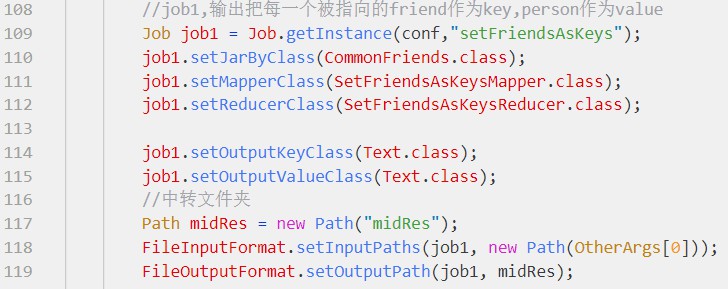 108 //job1,输出把每一个被指向的friend作为key,person作为value
109 Job job1 = Job.getInstance(conf,"setFriendsAsKeys");
110 job1.setJarByClass(CommonFriends.class);
111 job1.setMapperClass(SetFriendsAsKeysMapper.class);
112 job1.setReducerClass(SetFriendsAsKeysReducer.class);
113
114 job1.setOutputKeyClass(Text.class);
115 job1.setOutputValueClass(Text.class);
116 //中转文件夹
117 Path midRes = new Path("midRes");
118 FileInputFormat.setInputPaths(job1, new Path(OtherArgs[0]));
119 FileOutputFormat.setOutputPath(job1, midRes);